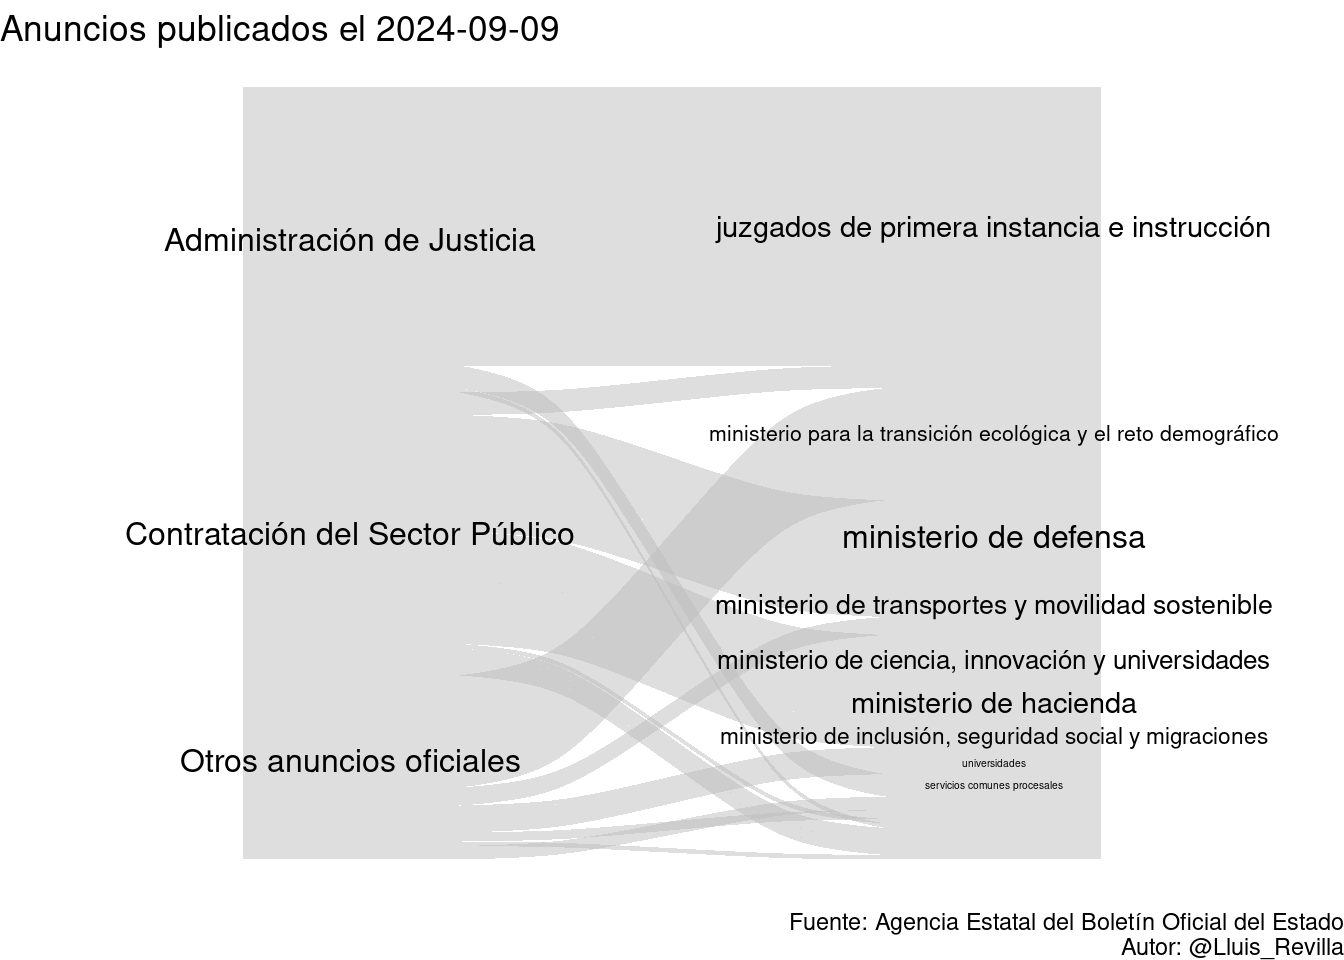 Anuncios publicados el 2024-09-09
Administración de Justicia
juzgados de primera instancia e instrucción
ministerio para la transición ecológica y el reto demográfico
Contratación del Sector Público
ministerio de defensa
ministerio de transportes y movilidad sostenible
ministerio de ciencia, innovación y universidades
ministerio de hacienda
ministerio de inclusión, seguridad social y migraciones
Otros anuncios oficiales
universidades
servicios comunes procesales
Fuente: Agencia Estatal del Boletín Oficial del Estado
Autor: @Lluis_Revilla